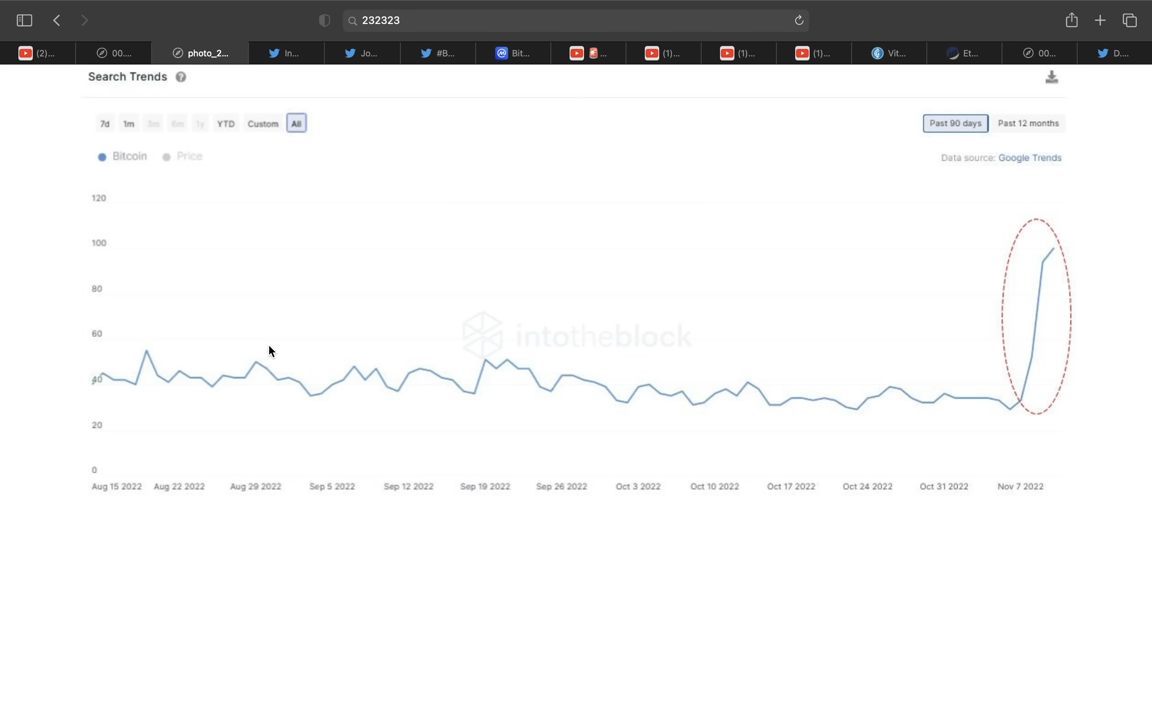 232323
(2)...
00....
photo_2...
In...
Jo...
#B...
Bit...
...
(1)...
(1)...
(1)...
Vit...
Et...
00...
D....
Search Trends ?
7d 1m 3m 6m 1y YTD Custom All
Past 90 days Past 12 months
Bitcoin Price
Data source: Google Trends
120
100
80
60
intotheblock
40
20
0
Aug 15 2022 Aug 22 2022 Aug 29 2022 Sep 5 2022 Sep 12 2022 Sep 19 2022 Sep 26 2022 Oct 3 2022 Oct 10 2022 Oct 17 2022 Oct 24 2022 Oct 31 2022 Nov 7 2022